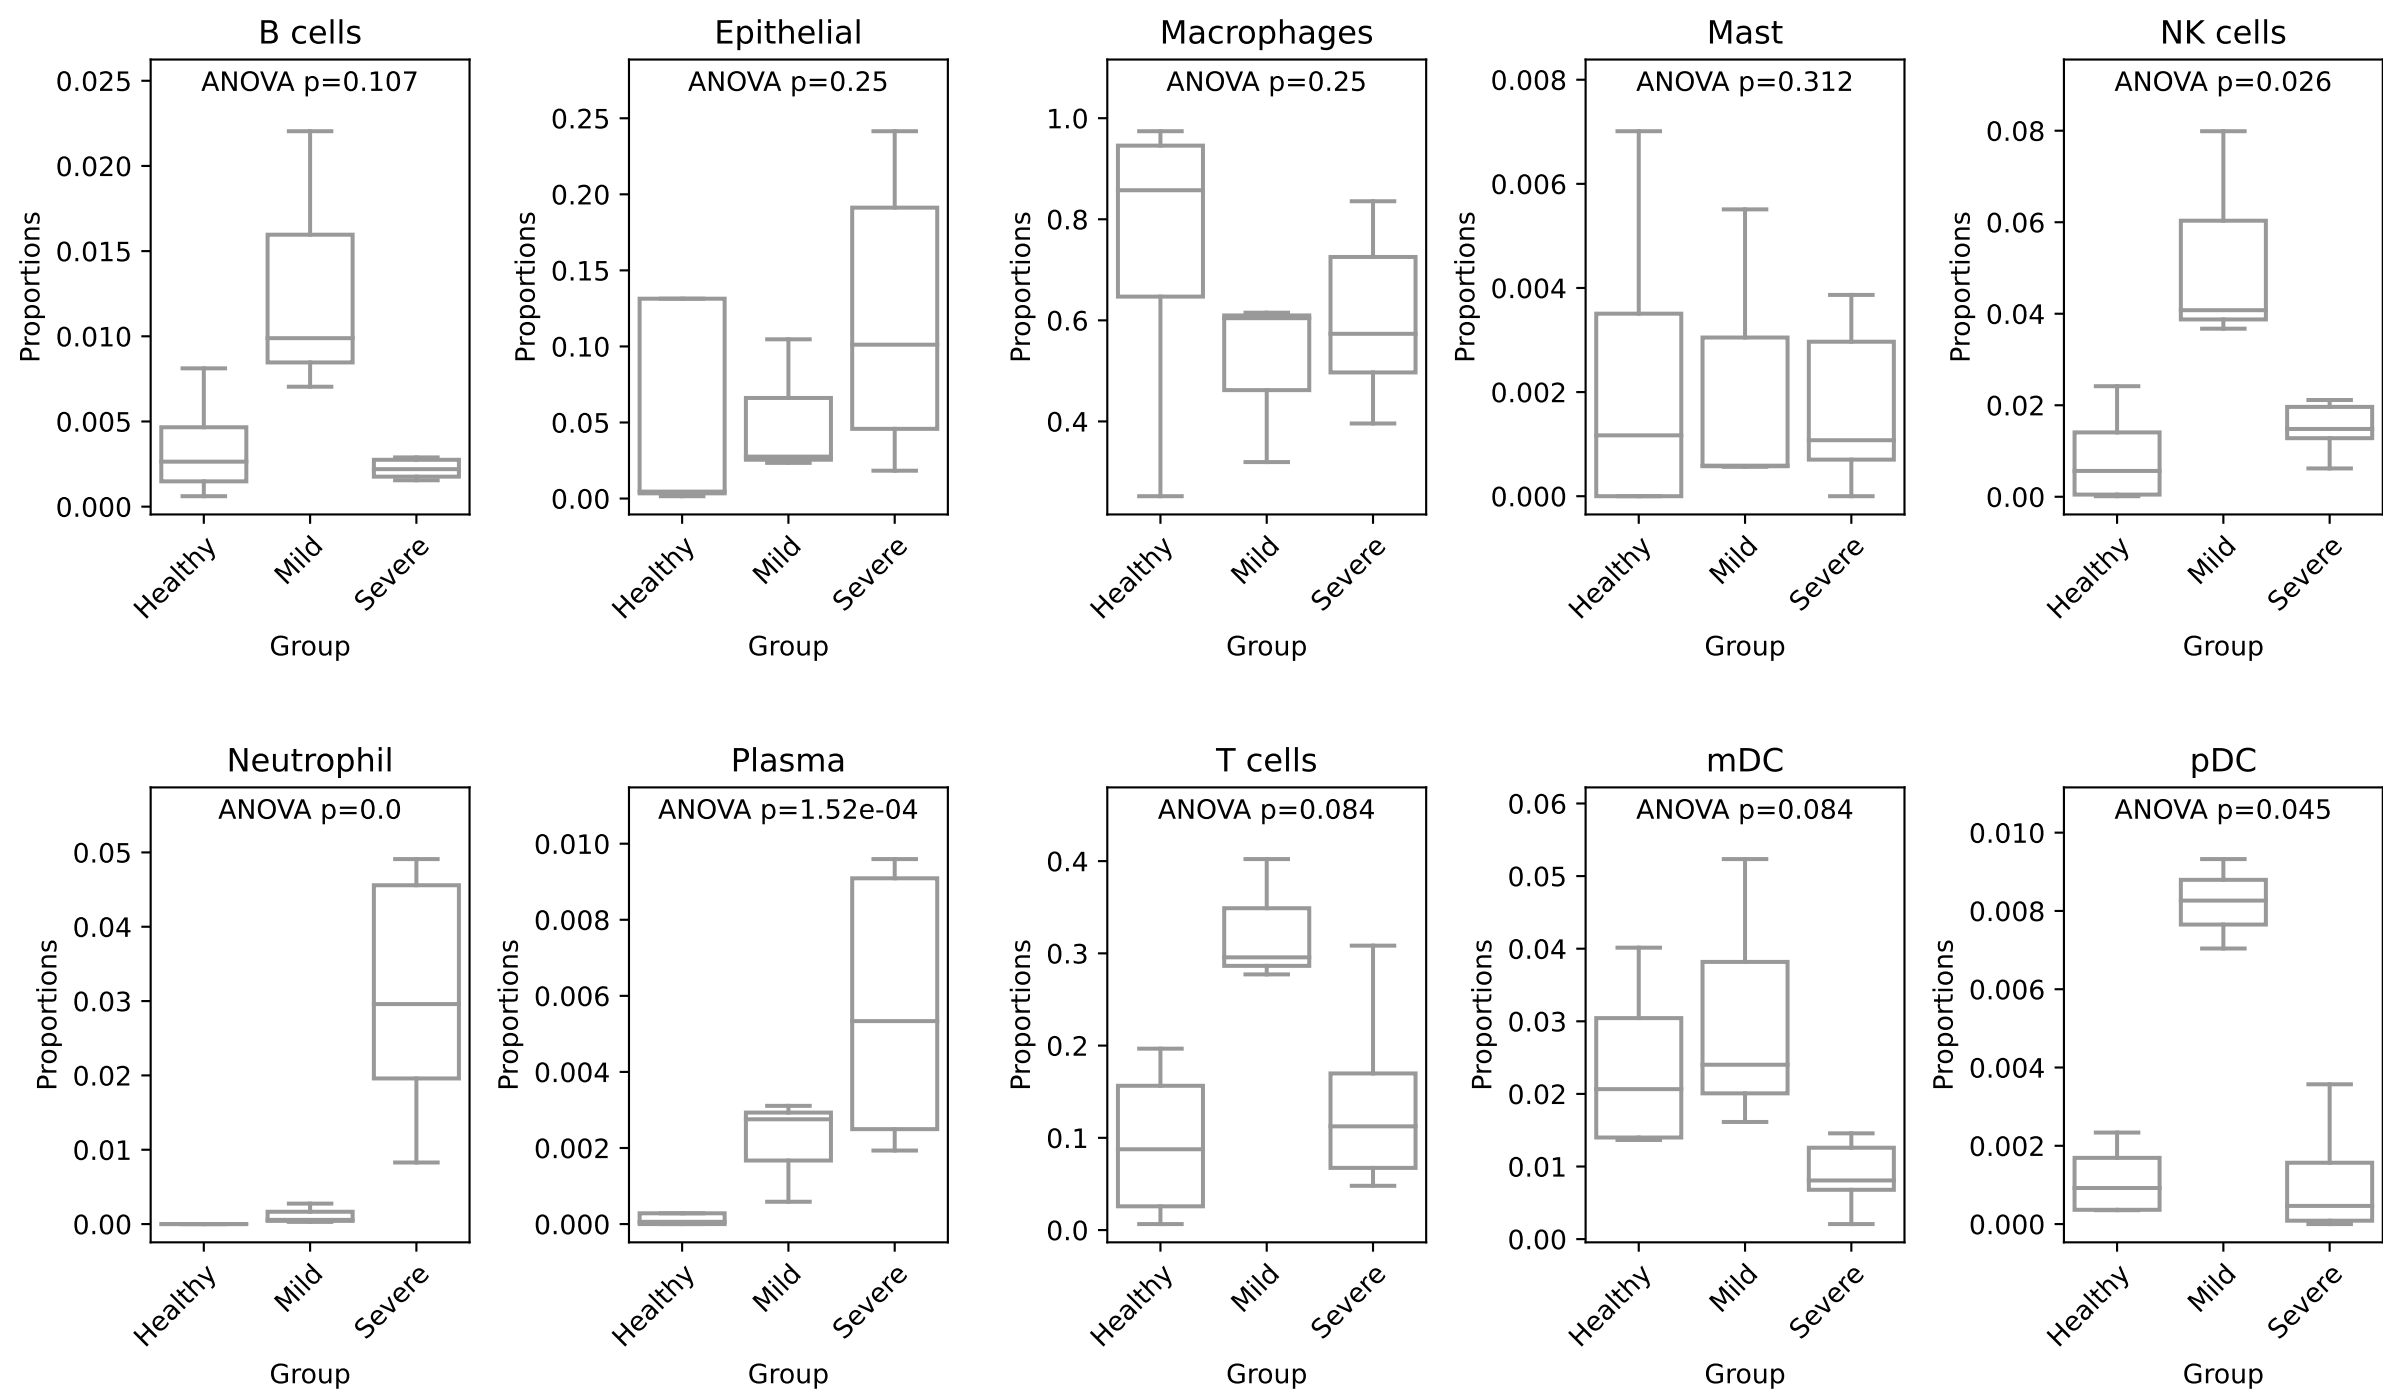 B cells
ANOVA p=0.107
0.025
0.020
0.015
0.010
0.005
0.000
Proportions
Healthy
Mild
Severe
Group
Epithelial
ANOVA p=0.25
0.25
0.20
0.15
0.10
0.05
0.00
Proportions
Healthy
Mild
Severe
Group
Macrophages
ANOVA p=0.25
1.0
0.8
0.6
0.4
Proportions
Healthy
Mild
Severe
Group
Mast
ANOVA p=0.312
0.008
0.006
0.004
0.002
0.000
Proportions
Healthy
Mild
Severe
Group
NK cells
ANOVA p=0.026
0.08
0.06
0.04
0.02
0.00
Proportions
Healthy
Mild
Severe
Group
Neutrophil
ANOVA p=0.0
0.05
0.04
0.03
0.02
0.01
0.00
Proportions
Healthy
Mild
Severe
Group
Plasma
ANOVA p=1.52e-04
0.010
0.008
0.006
0.004
0.002
0.000
Proportions
Healthy
Mild
Severe
Group
T cells
ANOVA p=0.084
0.4
0.3
0.2
0.1
0.0
Proportions
Healthy
Mild
Severe
Group
mDC
ANOVA p=0.084
0.06
0.05
0.04
0.03
0.02
0.01
0.00
Proportions
Healthy
Mild
Severe
Group
pDC
ANOVA p=0.045
0.010
0.008
0.006
0.004
0.002
0.000
Proportions
Healthy
Mild
Severe
Group